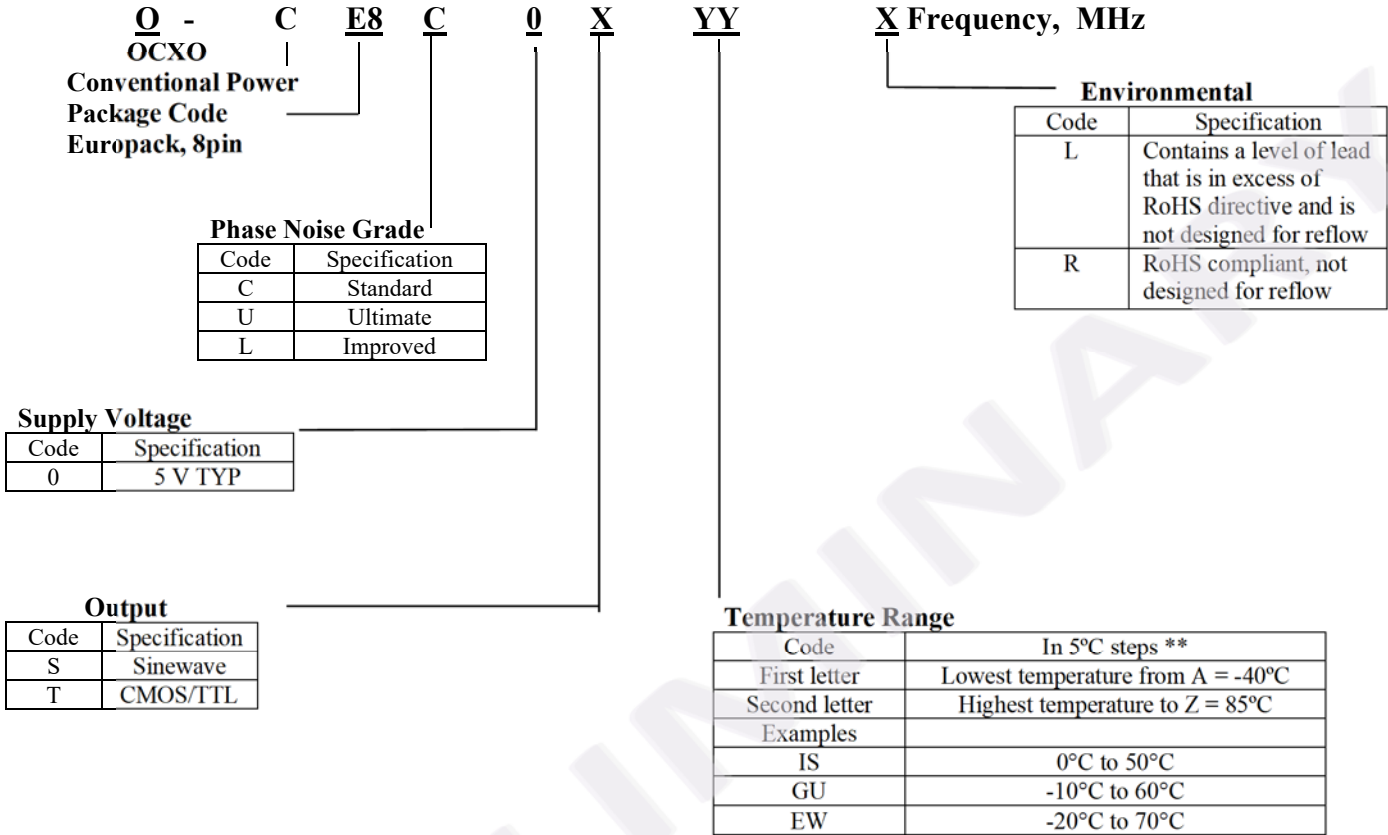 O - C E8 C 0 X YY X Frequency, MHz
OCXO
Conventional Power
Package Code
Europack, 8pin
Environmental
Code Specification
L Contains a level of lead
that is in excess of
RoHS directive and is
not designed for reflow
R RoHS compliant, not
designed for reflow
Phase Noise Grade
Code Specification
C Standard
U Ultimate
L Improved
Supply Voltage
Code Specification
0 5 V TYP
Output
Code Specification
S Sinewave
T CMOS/TTL
Temperature Range
Code In 5ºC steps **
First letter Lowest temperature from A = -40ºC
Second letter Highest temperature to Z = 85ºC
Examples
IS 0°C to 50°C
GU -10°C to 60°C
EW -20°C to 70°C
IMINARY